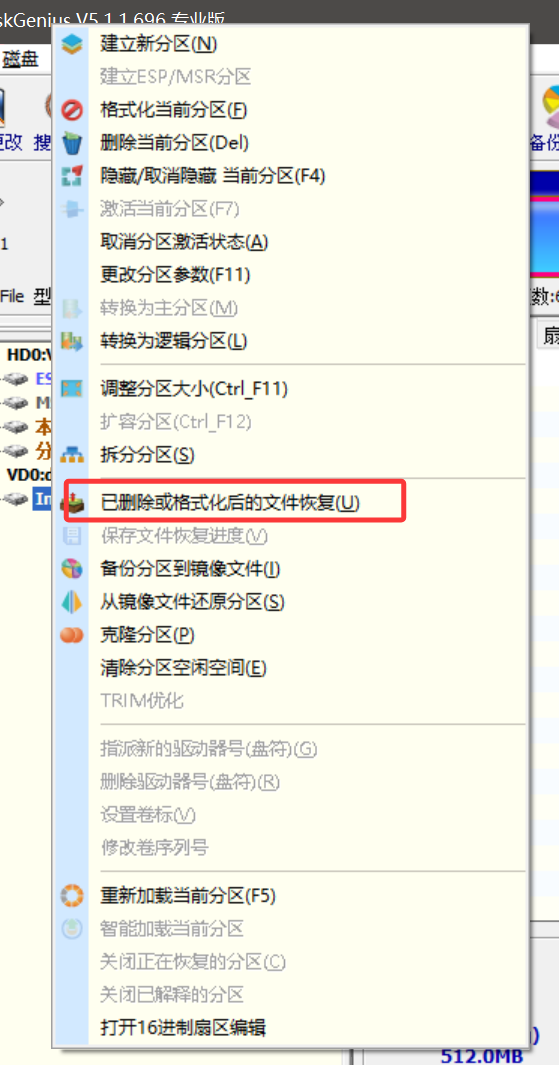 skGenius V5.1.1.696 专业版
磁盘
更改 搜
备份
1
File 型
数:6
扇
HD0:V
ES
M
本
分
VD0:d
In
建立新分区(N)
建立ESP/MSR分区
格式化当前分区(F)
删除当前分区(Del)
隐藏/取消隐藏 当前分区(F4)
激活当前分区(F7)
取消分区激活状态(A)
更改分区参数(F11)
转换为主分区(M)
转换为逻辑分区(L)
调整分区大小(Ctrl_F11)
扩容分区(Ctrl_F12)
拆分分区(S)
已删除或格式化后的文件恢复(U)
保存文件恢复进度(V)
备份分区到镜像文件(I)
从镜像文件还原分区(S)
克隆分区(P)
清除分区空闲空间(E)
TRIM优化
指派新的驱动器号(盘符)(G)
删除驱动器号(盘符)(R)
设置卷标(V)
修改卷序列号
重新加载当前分区(F5)
智能加载当前分区
关闭正在恢复的分区(C)
关闭已解释的分区
打开16进制扇区编辑
)
512.0MB